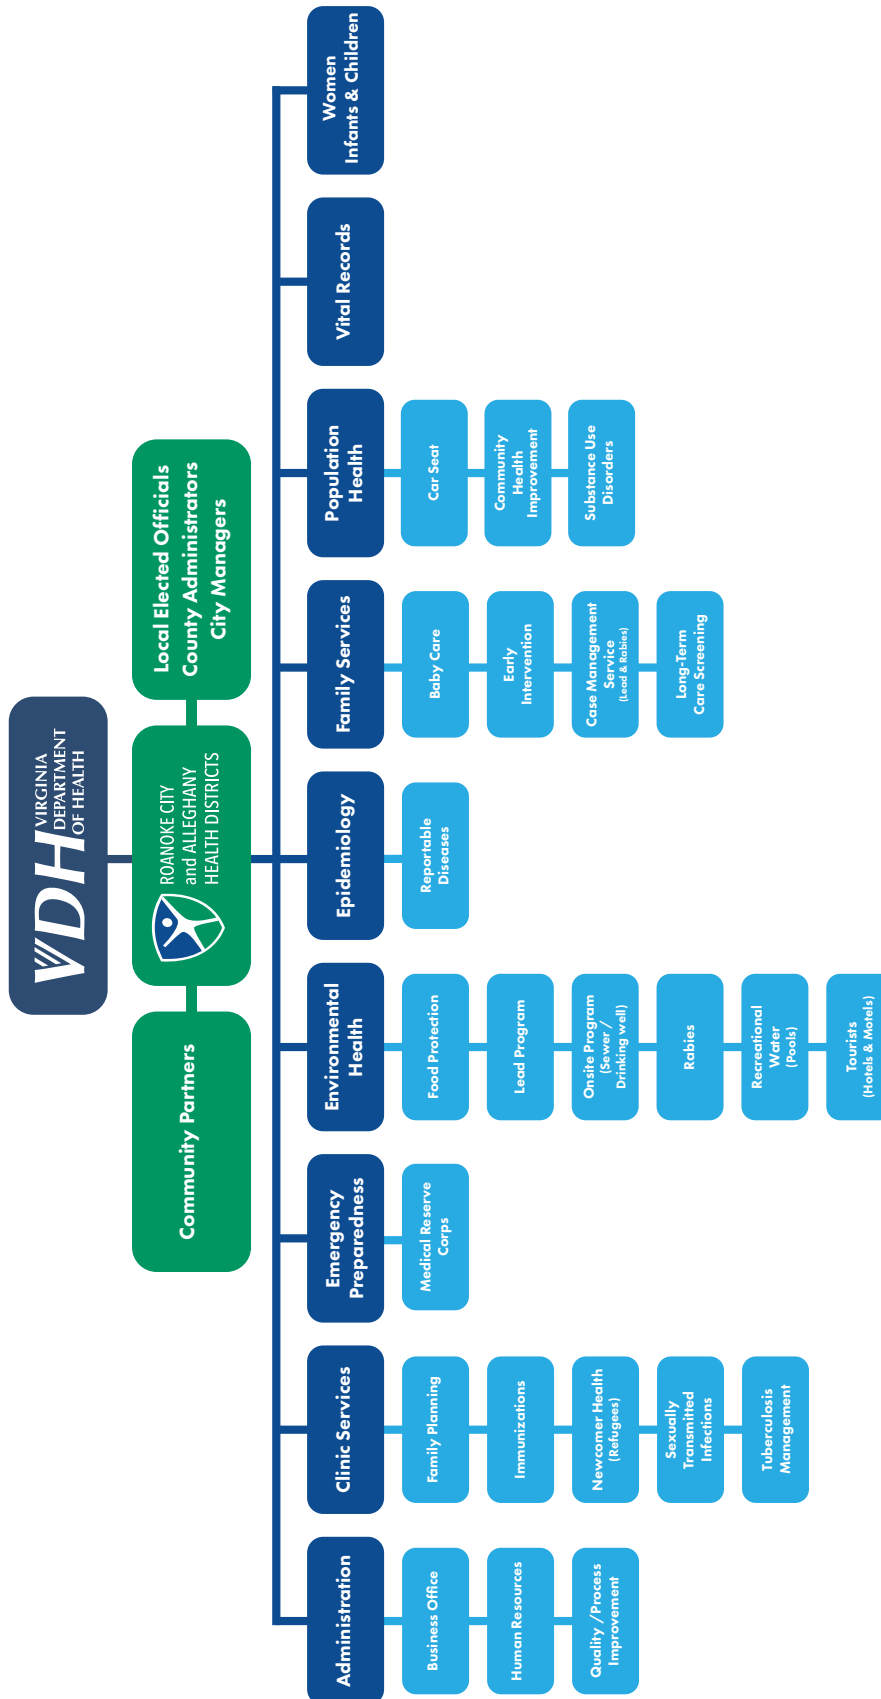 VDH
VIRGINIA
DEPARTMENT
OF HEALTH
Community Partners
ROANOKE CITY
and ALLEGHANY
HEALTH DISTRICTS
Local Elected Officials
County Administrators
City Managers
Administration
Business Office
Human Resources
Quality /Process
Improvement
Clinic Services
Family Planning
Immunizations
Newcomer Health
(Refugees)
Sexually
Transmitted
Infections
Tuberculosis
Management
Emergency
Preparedness
Medical Reserve
Corps
Environmental
Health
Food Protection
Lead Program
Onsite Program
(Sewer /
Drinking well)
Rabies
Recreational
Water
(Pools)
Tourists
(Hotels & Motels)
Epidemiology
Reportable
Diseases
Family Services
Baby Care
Early
Intervention
Case Management
Service
(Lead & Rabies)
Long-Term
Care Screening
Population
Health
Car Seat
Community
Health
Improvement
Substance Use
Disorders
Vital Records
Women
Infants & Children